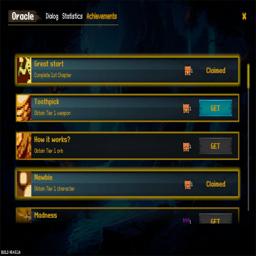 Oracle Dialog Statistics Achievements X
Great start
Complete 1st Chapter
Claimed
Toothpick
Obtain Tier 1 weapon
GET
How it works?
Obtain Tier 1 orb
GET
Newbie
Obtain Tier 1 character
Claimed
Madness
GET